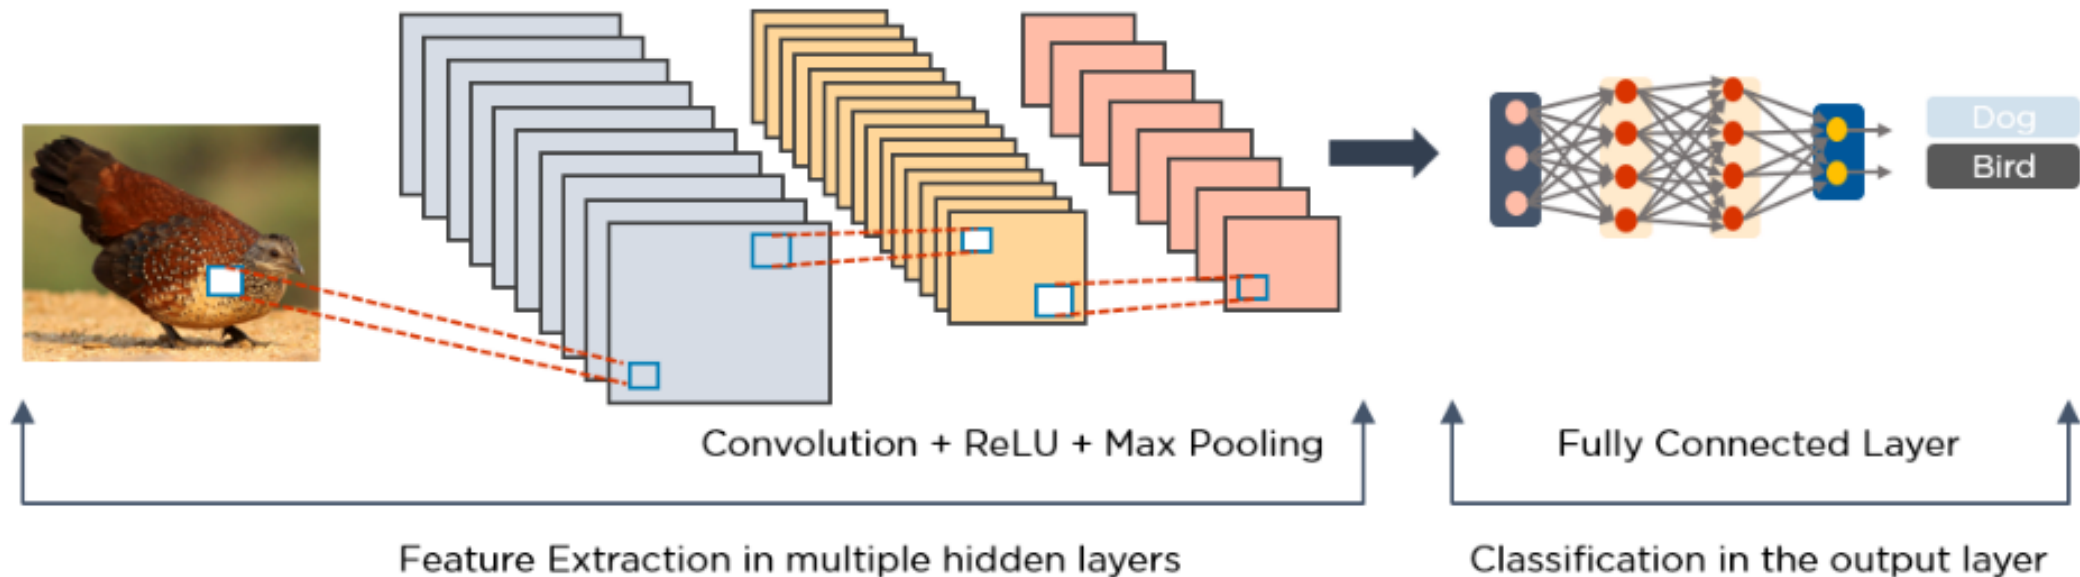 Dog
Bird
Convolution + ReLU + Max Pooling
Fully Connected Layer
Feature Extraction in multiple hidden layers
Classification in the output layer